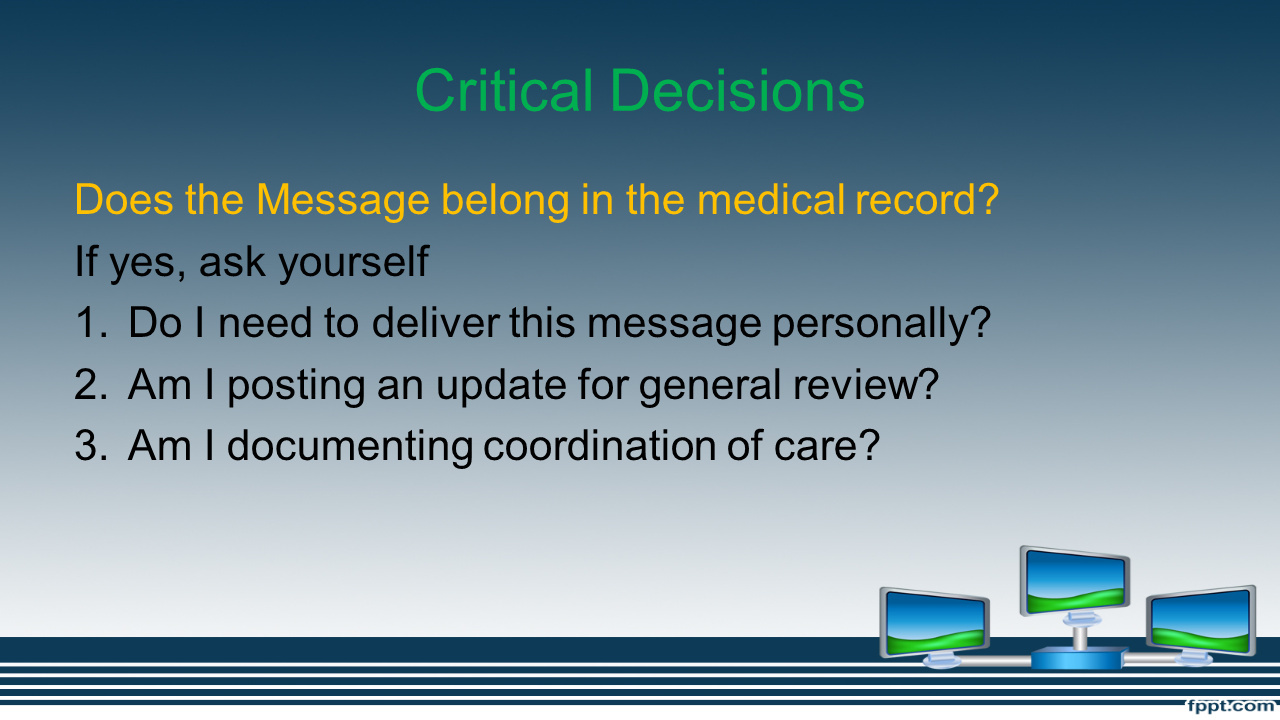 Critical Decisions
Does the Message belong in the medical record?
If yes, ask yourself
1. Do I need to deliver this message personally?
2. Am I posting an update for general review?
3. Am I documenting coordination of care?
fppt.com